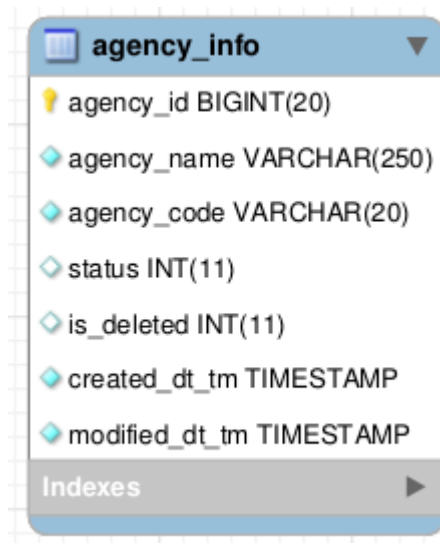 agency_info
agency_id BIGINT(20)
agency_name VARCHAR(250)
agency_code VARCHAR(20)
status INT(11)
is_deleted INT(11)
created_dt_tm TIMESTAMP
modified_dt_tm TIMESTAMP
Indexes